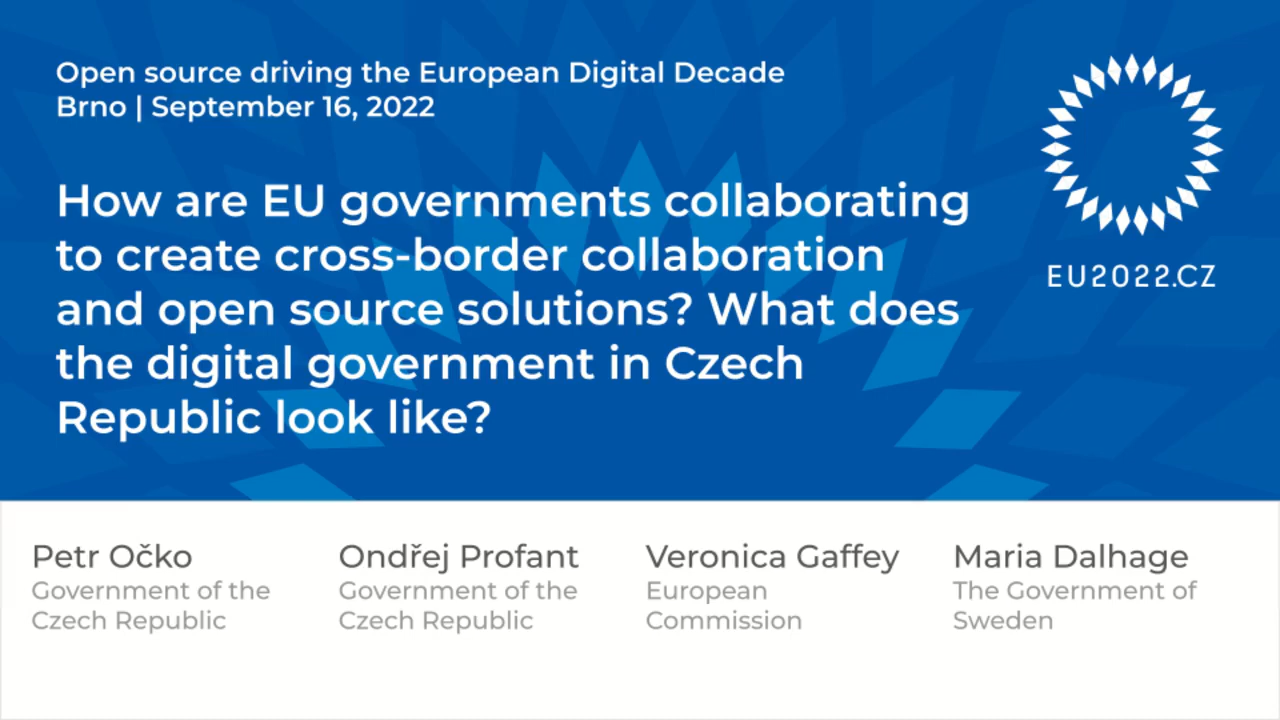 Open source driving the European Digital Decade
Brno | September 16, 2022
How are EU governments collaborating
to create cross-border collaboration
and open source solutions? What does
the digital government in Czech
Republic look like?
EU2022.CZ
Petr Očko
Government of the
Czech Republic
Ondřej Profant
Government of the
Czech Republic
Veronica Gaffey
European
Commission
Maria Dalhage
The Government of
Sweden